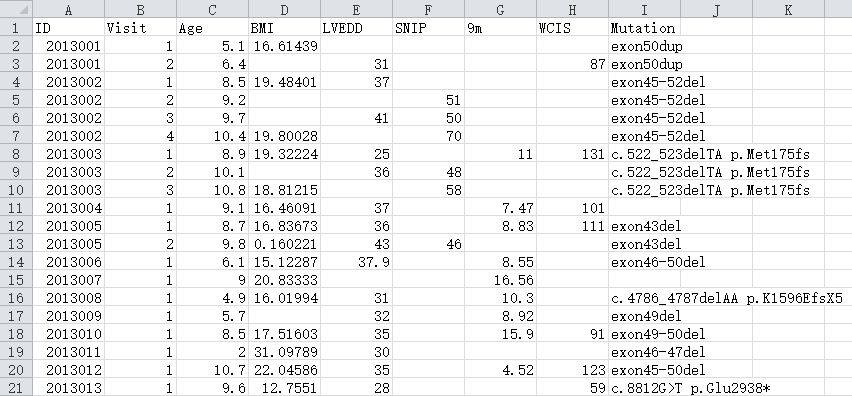 A B C D E F G H I J K
1 ID Visit Age BMI LVEDD SNIP 9m WCIS Mutation
2 2013001 1 5.1 16.61439 exon50dup
3 2013001 2 6.4 31 87 exon50dup
4 2013002 1 8.5 19.48401 37 exon45-52del
5 2013002 2 9.2 51 exon45-52del
6 2013002 3 9.7 41 50 exon45-52del
7 2013002 4 10.4 19.80028 70 exon45-52del
8 2013003 1 8.9 19.32224 25 11 131 c.522_523delTA p.Met175fs
9 2013003 2 10.1 36 48 c.522_523delTA p.Met175fs
10 2013003 3 10.8 18.81215 58 c.522_523delTA p.Met175fs
11 2013004 1 9.1 16.46091 37 7.47 101
12 2013005 1 8.7 16.83673 36 8.83 111 exon43del
13 2013005 2 9.8 0.160221 43 46 exon43del
14 2013006 1 6.1 15.12287 37.9 8.55 exon46-50del
15 2013007 1 9 20.83333 16.56
16 2013008 1 4.9 16.01994 31 10.3 c.4786_4787delAA p.K1596EfsX5
17 2013009 1 5.7 32 8.92 exon49del
18 2013010 1 8.5 17.51603 35 15.9 91 exon49-50del
19 2013011 1 2 31.09789 30 exon46-47del
20 2013012 1 10.7 22.04586 35 4.52 123 exon45-50del
21 2013013 1 9.6 12.7551 28 59 c.8812G>T p.Glu2938*